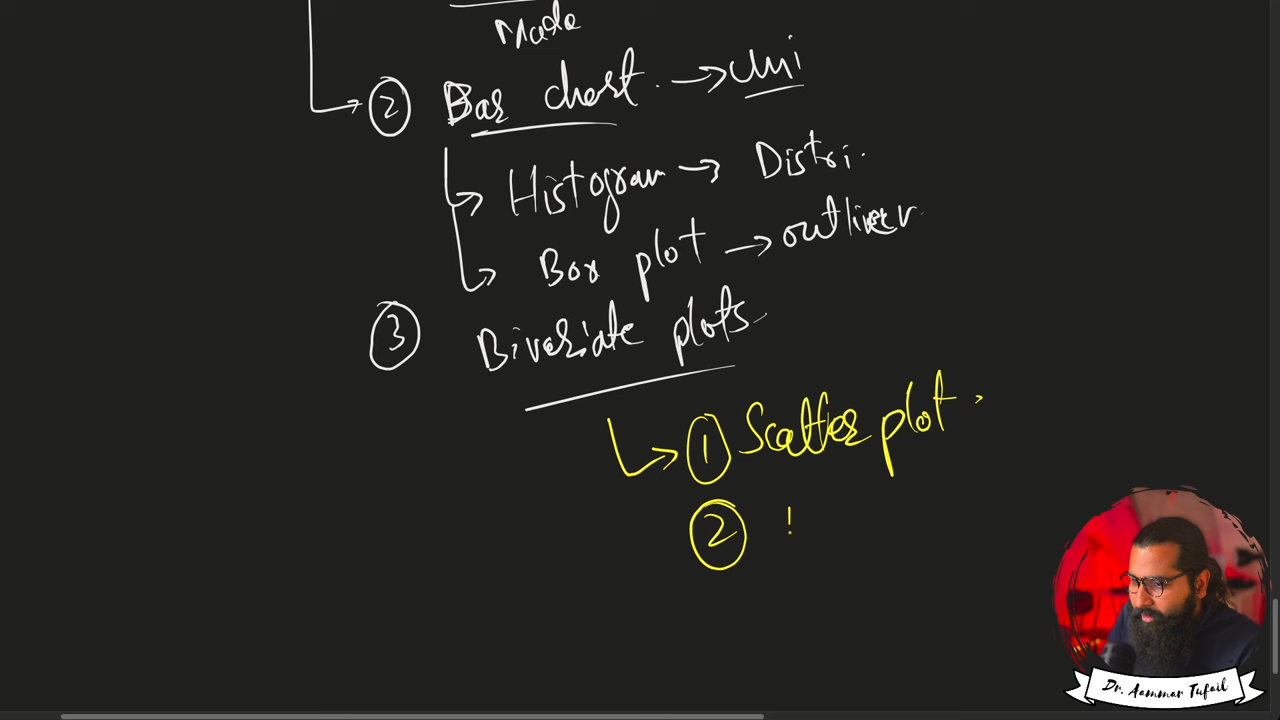 Mode
② Bar chart. → Uni
↳ Histogram → Distri.
↳ Box plot → outlier
③ Bivariate plots
↳ ① Scatter plot
②
Dr. Aammar Tufail